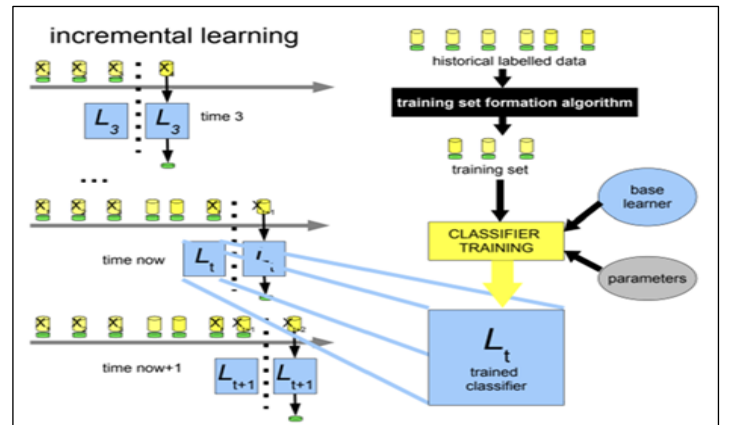 incremental learning
X X X X
L3 L3 time 3
...
X X X X X
time now
Lt
X X X X X X
time now+1
Lt+1 Lt+1
historical labelled data
training set formation algorithm
training set
base
learner
CLASSIFIER
TRAINING
parameters
Lt
trained
classifier